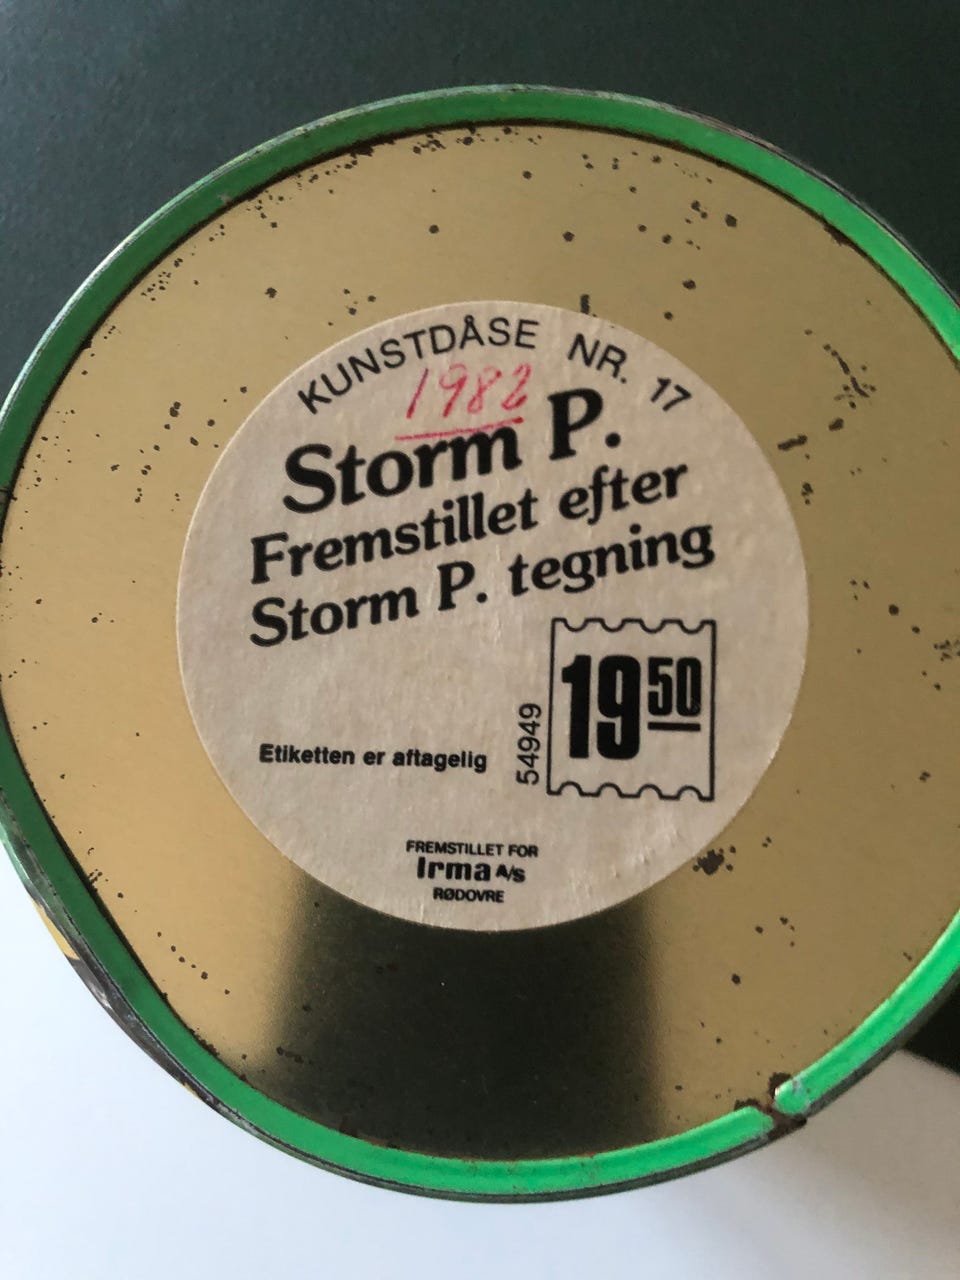 KUNSTDÅSE NR. 17
1982
Storm P.
Fremstillet efter
Storm P. tegning
19 50
54949
Etiketten er aftagelig
FREMSTILLET FOR
Irma A/s
RØDOVRE